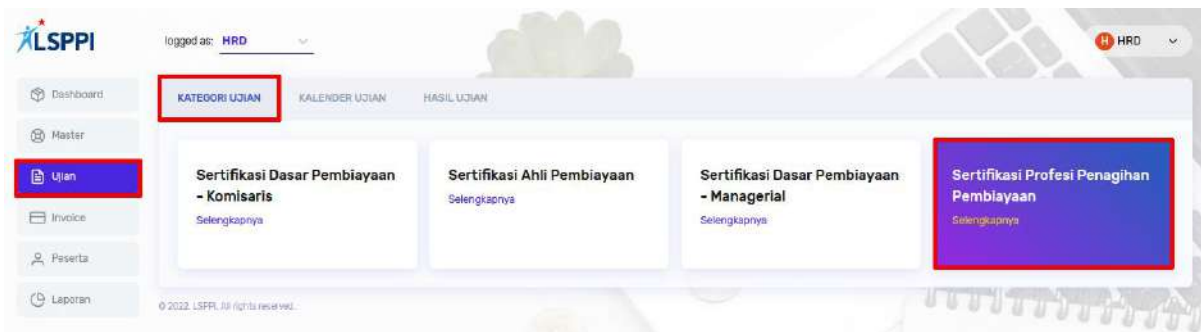 LSPPI
logged as: HRD
H HRD
Dashboard
Master
Ujian
Invoice
Peserta
Laporan
KATEGORI UJIAN KALENDER UJIAN HASIL UJIAN
Sertifikasi Dasar Pembiayaan
- Komisaris
Selengkapnya
Sertifikasi Ahli Pembiayaan
Selengkapnya
Sertifikasi Dasar Pembiayaan
- Managerial
Selengkapnya
Sertifikasi Profesi Penagihan
Pembiayaan
Selengkapnya
© 2022. LSPPI. All rights reserved.